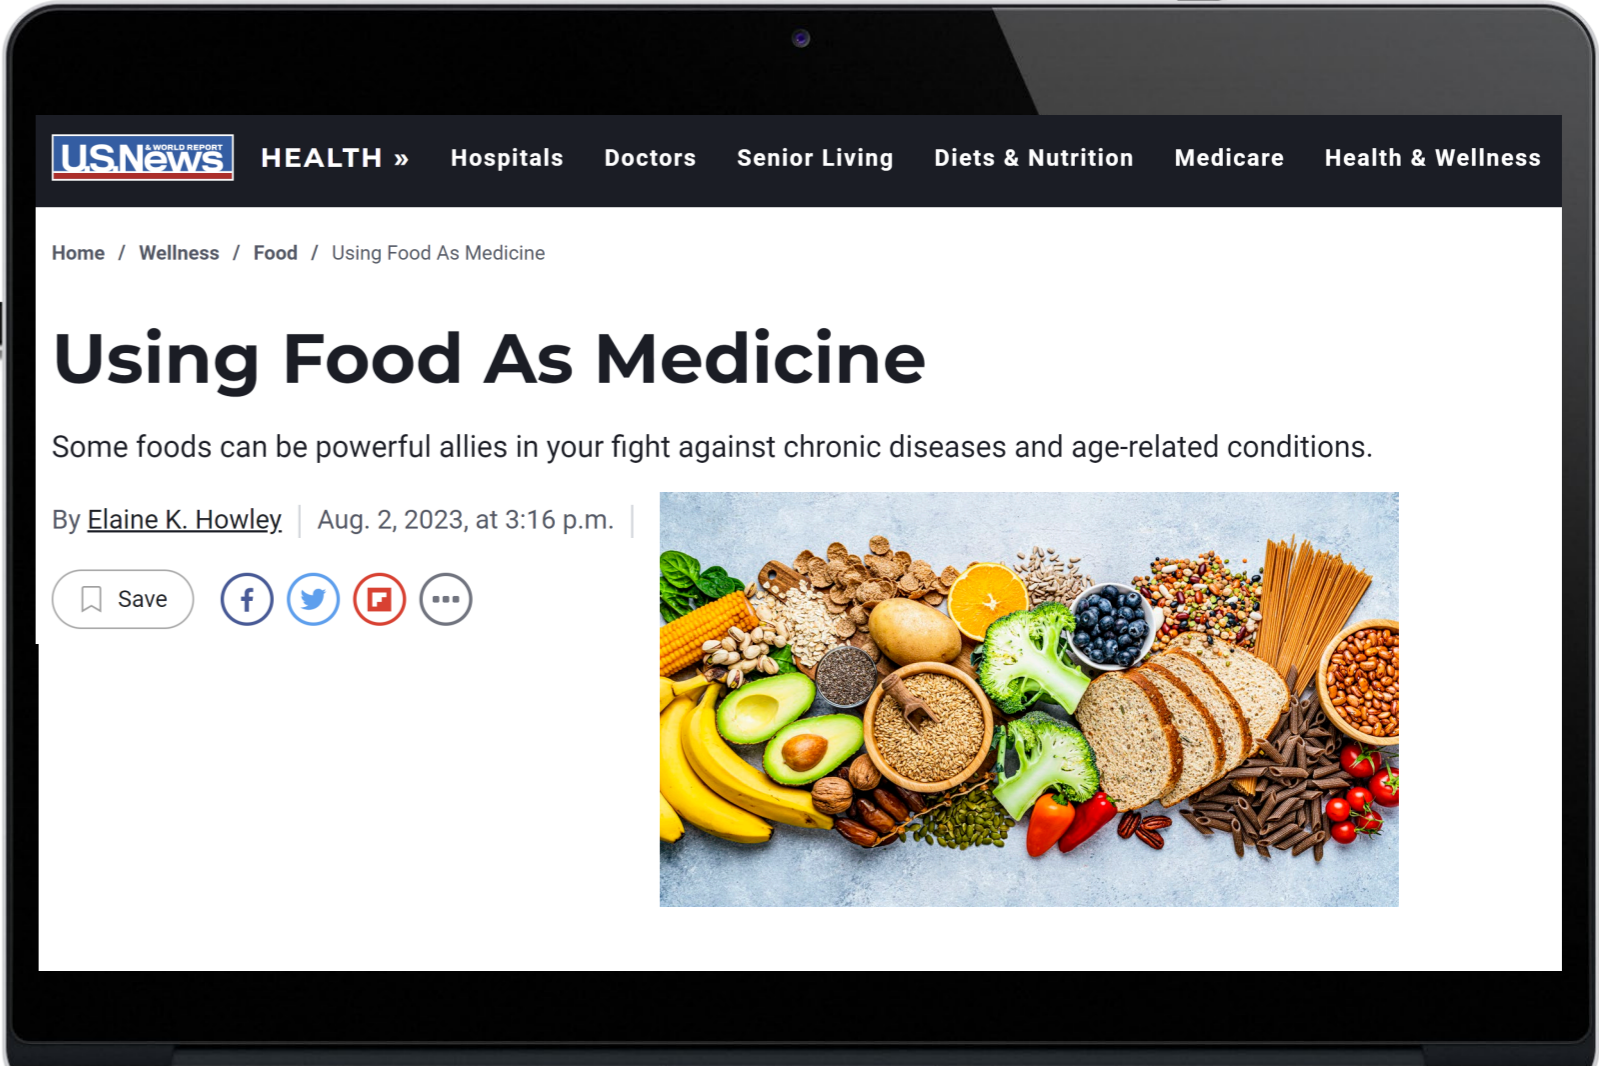 U.S.News & WORLD REPORT HEALTH » Hospitals Doctors Senior Living Diets & Nutrition Medicare Health & Wellness
Home / Wellness / Food / Using Food As Medicine
Using Food As Medicine
Some foods can be powerful allies in your fight against chronic diseases and age-related conditions.
By Elaine K. Howley | Aug. 2, 2023, at 3:16 p.m. |
Save